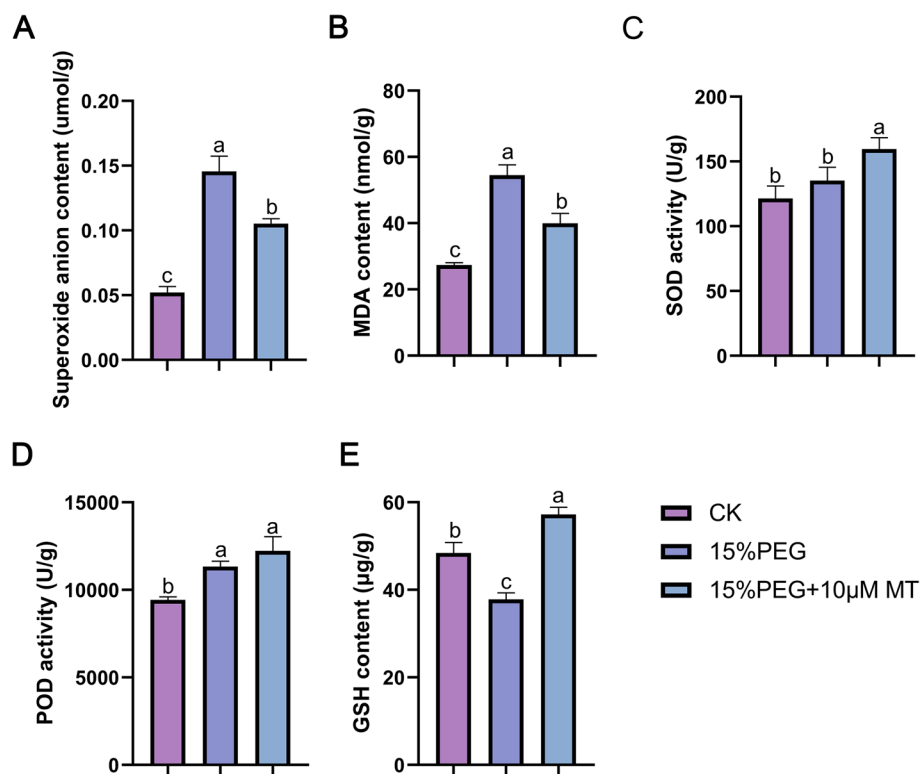 A
Superoxide anion content (umol/g)
0.20
0.15
0.10
0.05
0.00
c
a
b
B
MDA content (nmol/g)
80
60
40
20
0
c
a
b
C
SOD activity (U/g)
200
150
100
50
0
b
b
a
D
POD activity (U/g)
15000
10000
5000
0
b
a
a
E
GSH content (μg/g)
60
40
20
0
b
c
a
CK
15%PEG
15%PEG+10μM MT